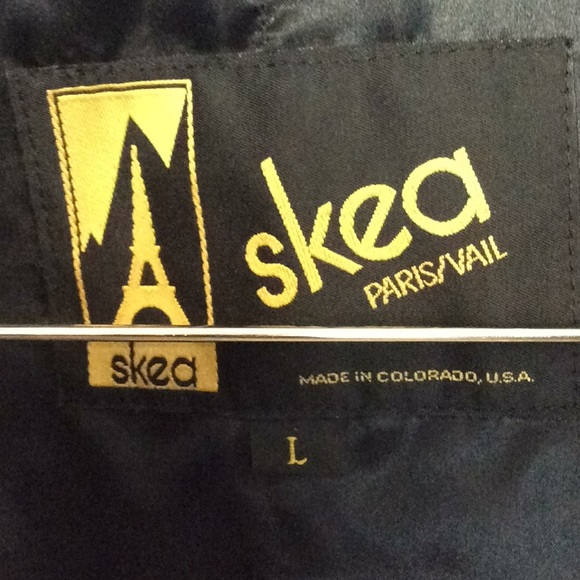 skea
PARIS/VAIL
skea
MADE IN COLORADO, U.S.A.
L